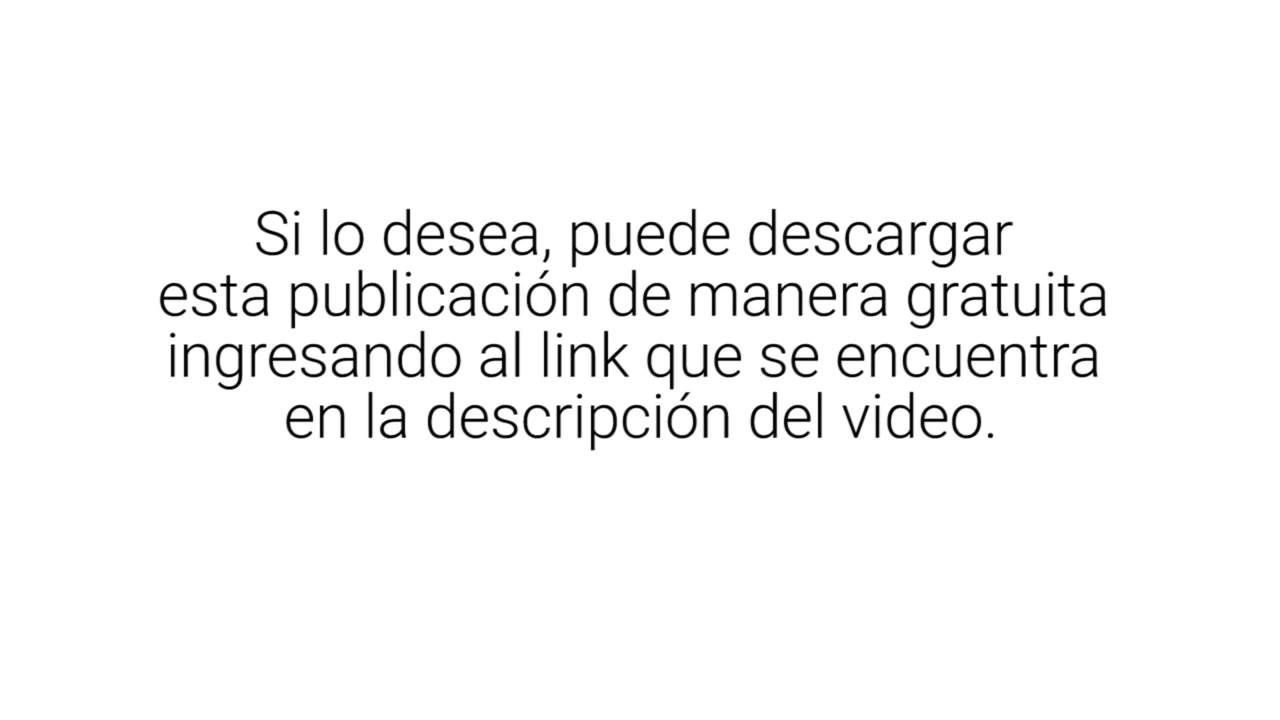 Si lo desea, puede descargar
esta publicación de manera gratuita
ingresando al link que se encuentra
en la descripción del video.